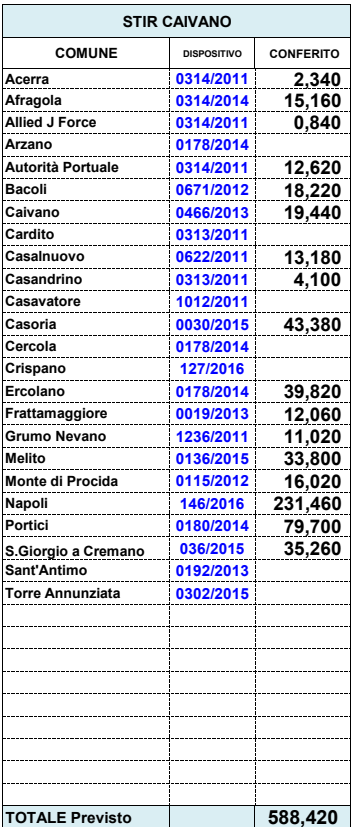 STIR CAIVANO
COMUNE DISPOSITIVO CONFERITO
Acerra 0314/2011 2,340
Afragola 0314/2014 15,160
Allied J Force 0314/2011 0,840
Arzano 0178/2014
Autorità Portuale 0314/2011 12,620
Bacoli 0671/2012 18,220
Caivano 0466/2013 19,440
Cardito 0313/2011
Casalnuovo 0622/2011 13,180
Casandrino 0313/2011 4,100
Casavatore 1012/2011
Casoria 0030/2015 43,380
Cercola 0178/2014
Crispano 127/2016
Ercolano 0178/2014 39,820
Frattamaggiore 0019/2013 12,060
Grumo Nevano 1236/2011 11,020
Melito 0136/2015 33,800
Monte di Procida 0115/2012 16,020
Napoli 146/2016 231,460
Portici 0180/2014 79,700
S.Giorgio a Cremano 036/2015 35,260
Sant'Antimo 0192/2013
Torre Annunziata 0302/2015
TOTALE Previsto 588,420